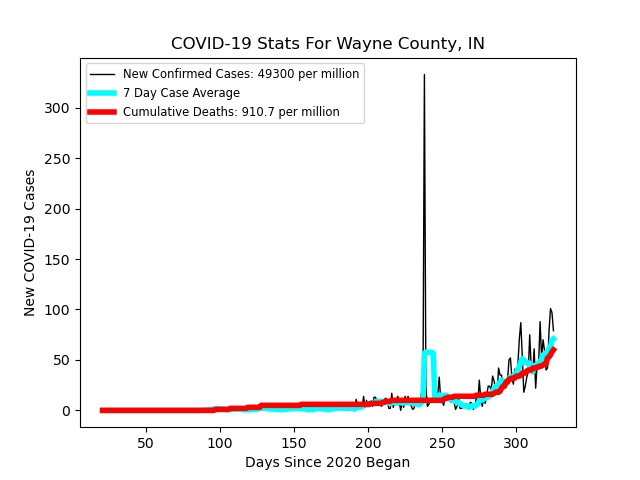 COVID-19 Stats For Wayne County, IN
New Confirmed Cases: 49300 per million
7 Day Case Average
Cumulative Deaths: 910.7 per million
New COVID-19 Cases
300
250
200
150
100
50
0
50 100 150 200 250 300
Days Since 2020 Began